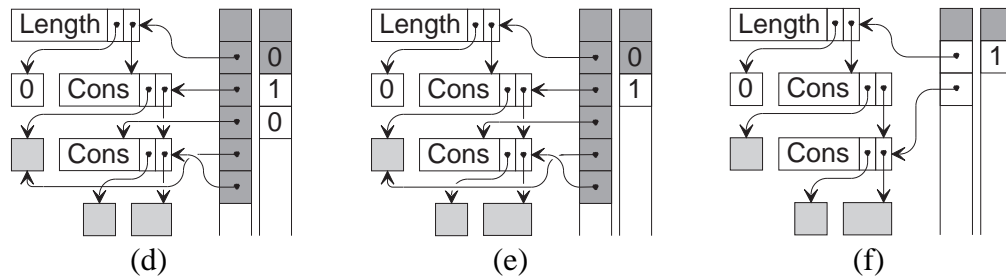 Length Length Length
0 0 1
0 Cons 1 0 Cons 1 0 Cons
0
Cons Cons Cons
(d) (e) (f)